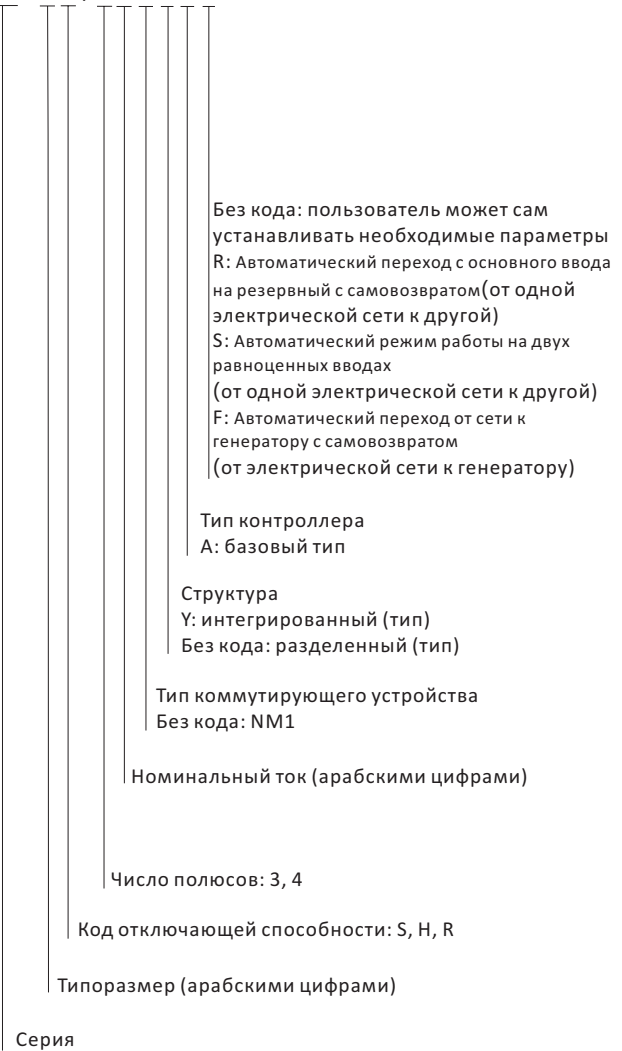 Без кода: пользователь может сам
устанавливать необходимые параметры
R: Автоматический переход с основного ввода
на резервный с самовозвратом(от одной
электрической сети к другой)
S: Автоматический режим работы на двух
равноценных вводах
(от одной электрической сети к другой)
F: Автоматический переход от сети к
генератору с самовозвратом
(от электрической сети к генератору)
Тип контроллера
A: базовый тип
Структура
Y: интегрированный (тип)
Без кода: разделенный (тип)
Тип коммутирующего устройства
Без кода: NM1
Номинальный ток (арабскими цифрами)
Число полюсов: 3, 4
Код отключающей способности: S, H, R
Типоразмер (арабскими цифрами)
Серия